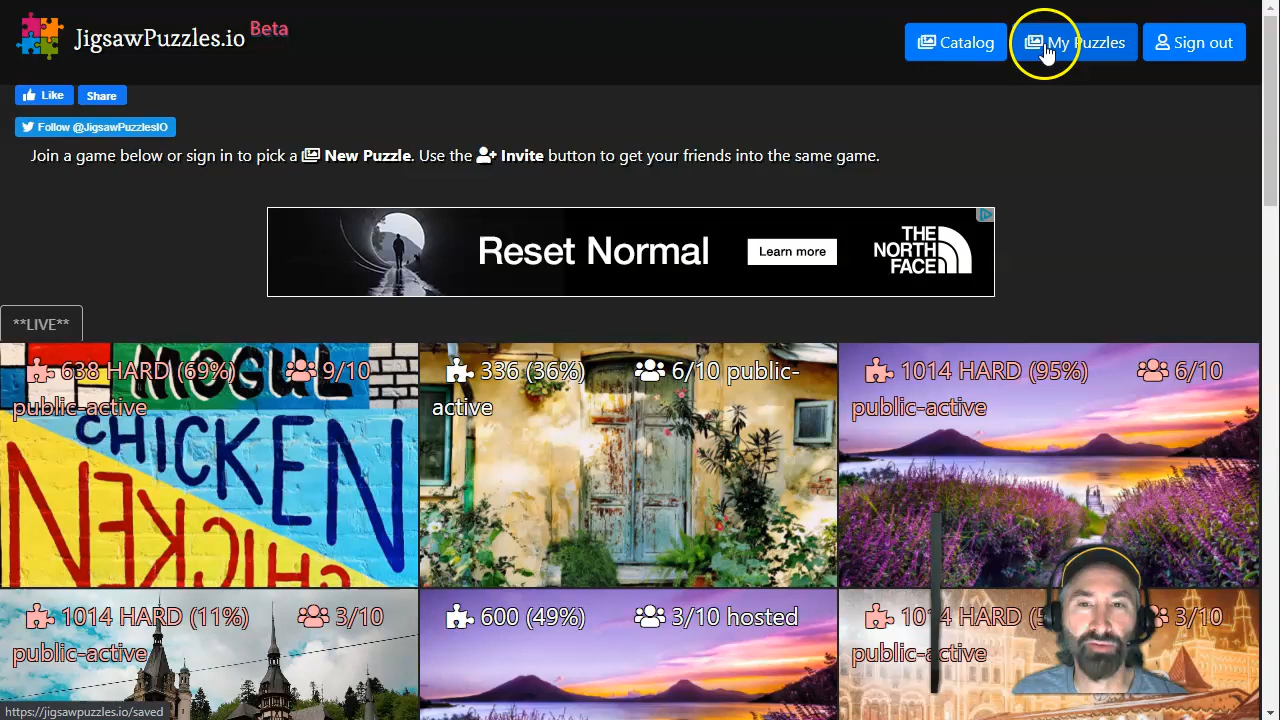 JigsawPuzzles.io Beta
Catalog
My Puzzles
Sign out
Like
Share
Follow @JigsawPuzzlesIO
Join a game below or sign in to pick a New Puzzle. Use the Invite button to get your friends into the same game.
Reset Normal
Learn more
THE
NORTH
FACE
**LIVE**
638 HARD (69%) 9/10
public-active
MOGUL
CHICKEN
CHICKEN
336 (36%) 6/10 public-
active
1014 HARD (95%) 6/10
public-active
1014 HARD (11%) 3/10
public-active
600 (49%) 3/10 hosted
HARD 3/10
public-active
https://jigsawpuzzles.io/saved